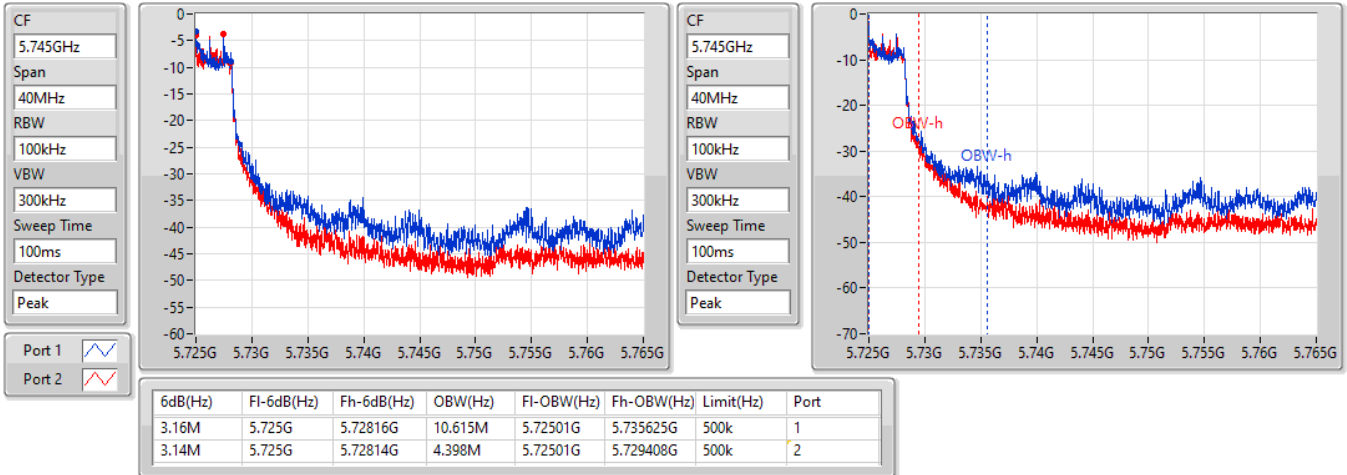 CF
5.745GHz
Span
40MHz
RBW
100kHz
VBW
300kHz
Sweep Time
100ms
Detector Type
Peak
Port 1
Port 2
0-
-5-
-10-
-15-
-20-
-25-
-30-
-35-
-40-
-45-
-50-
-55-
-60-
5.725G 5.73G 5.735G 5.74G 5.745G 5.75G 5.755G 5.76G 5.765G
CF
5.745GHz
Span
40MHz
RBW
100kHz
VBW
300kHz
Sweep Time
100ms
Detector Type
Peak
0-
-10-
-20-
-30-
-40-
-50-
-60-
-70-
OBW-h
OBW-h
5.725G 5.73G 5.735G 5.74G 5.745G 5.75G 5.755G 5.76G 5.765G
6dB(Hz) Fl-6dB(Hz) Fh-6dB(Hz) OBW(Hz) Fl-OBW(Hz) Fh-OBW(Hz) Limit(Hz) Port
3.16M 5.725G 5.72816G 10.615M 5.72501G 5.735625G 500k 1
3.14M 5.725G 5.72814G 4.398M 5.72501G 5.729408G 500k 2